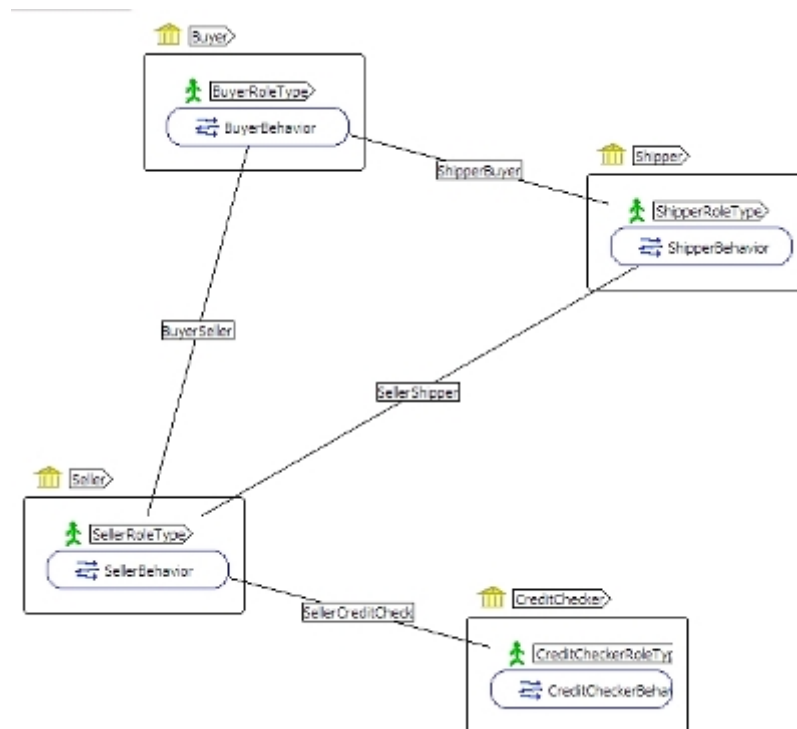 Buyer
BuyerRoleType
BuyerBehavior
Shipper
ShipperBuyer
ShipperRoleType
ShipperBehavior
BuyerSeller
SellerShipper
Seller
SellerRoleType
SellerBehavior
CreditChecker
SellerCreditCheck
CreditCheckerRoleTyp
CreditCheckerBehav